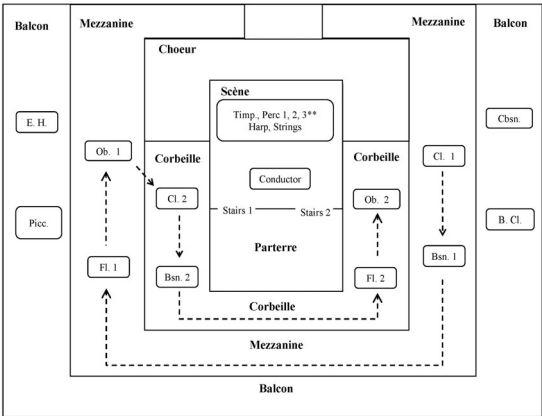 Balcon
Mezzanine
Mezzanine
Balcon
Choeur
Scène
Timp., Perc 1, 2, 3**
Harp, Strings
E. H.
Cbsn.
Ob. 1
Corbeille
Corbeille
Cl. 1
Conductor
Cl. 2
Ob. 2
Stairs 1
Stairs 2
Picc.
B. Cl.
Parterre
Fl. 1
Bsn. 2
Fl. 2
Bsn. 1
Corbeille
Mezzanine
Balcon